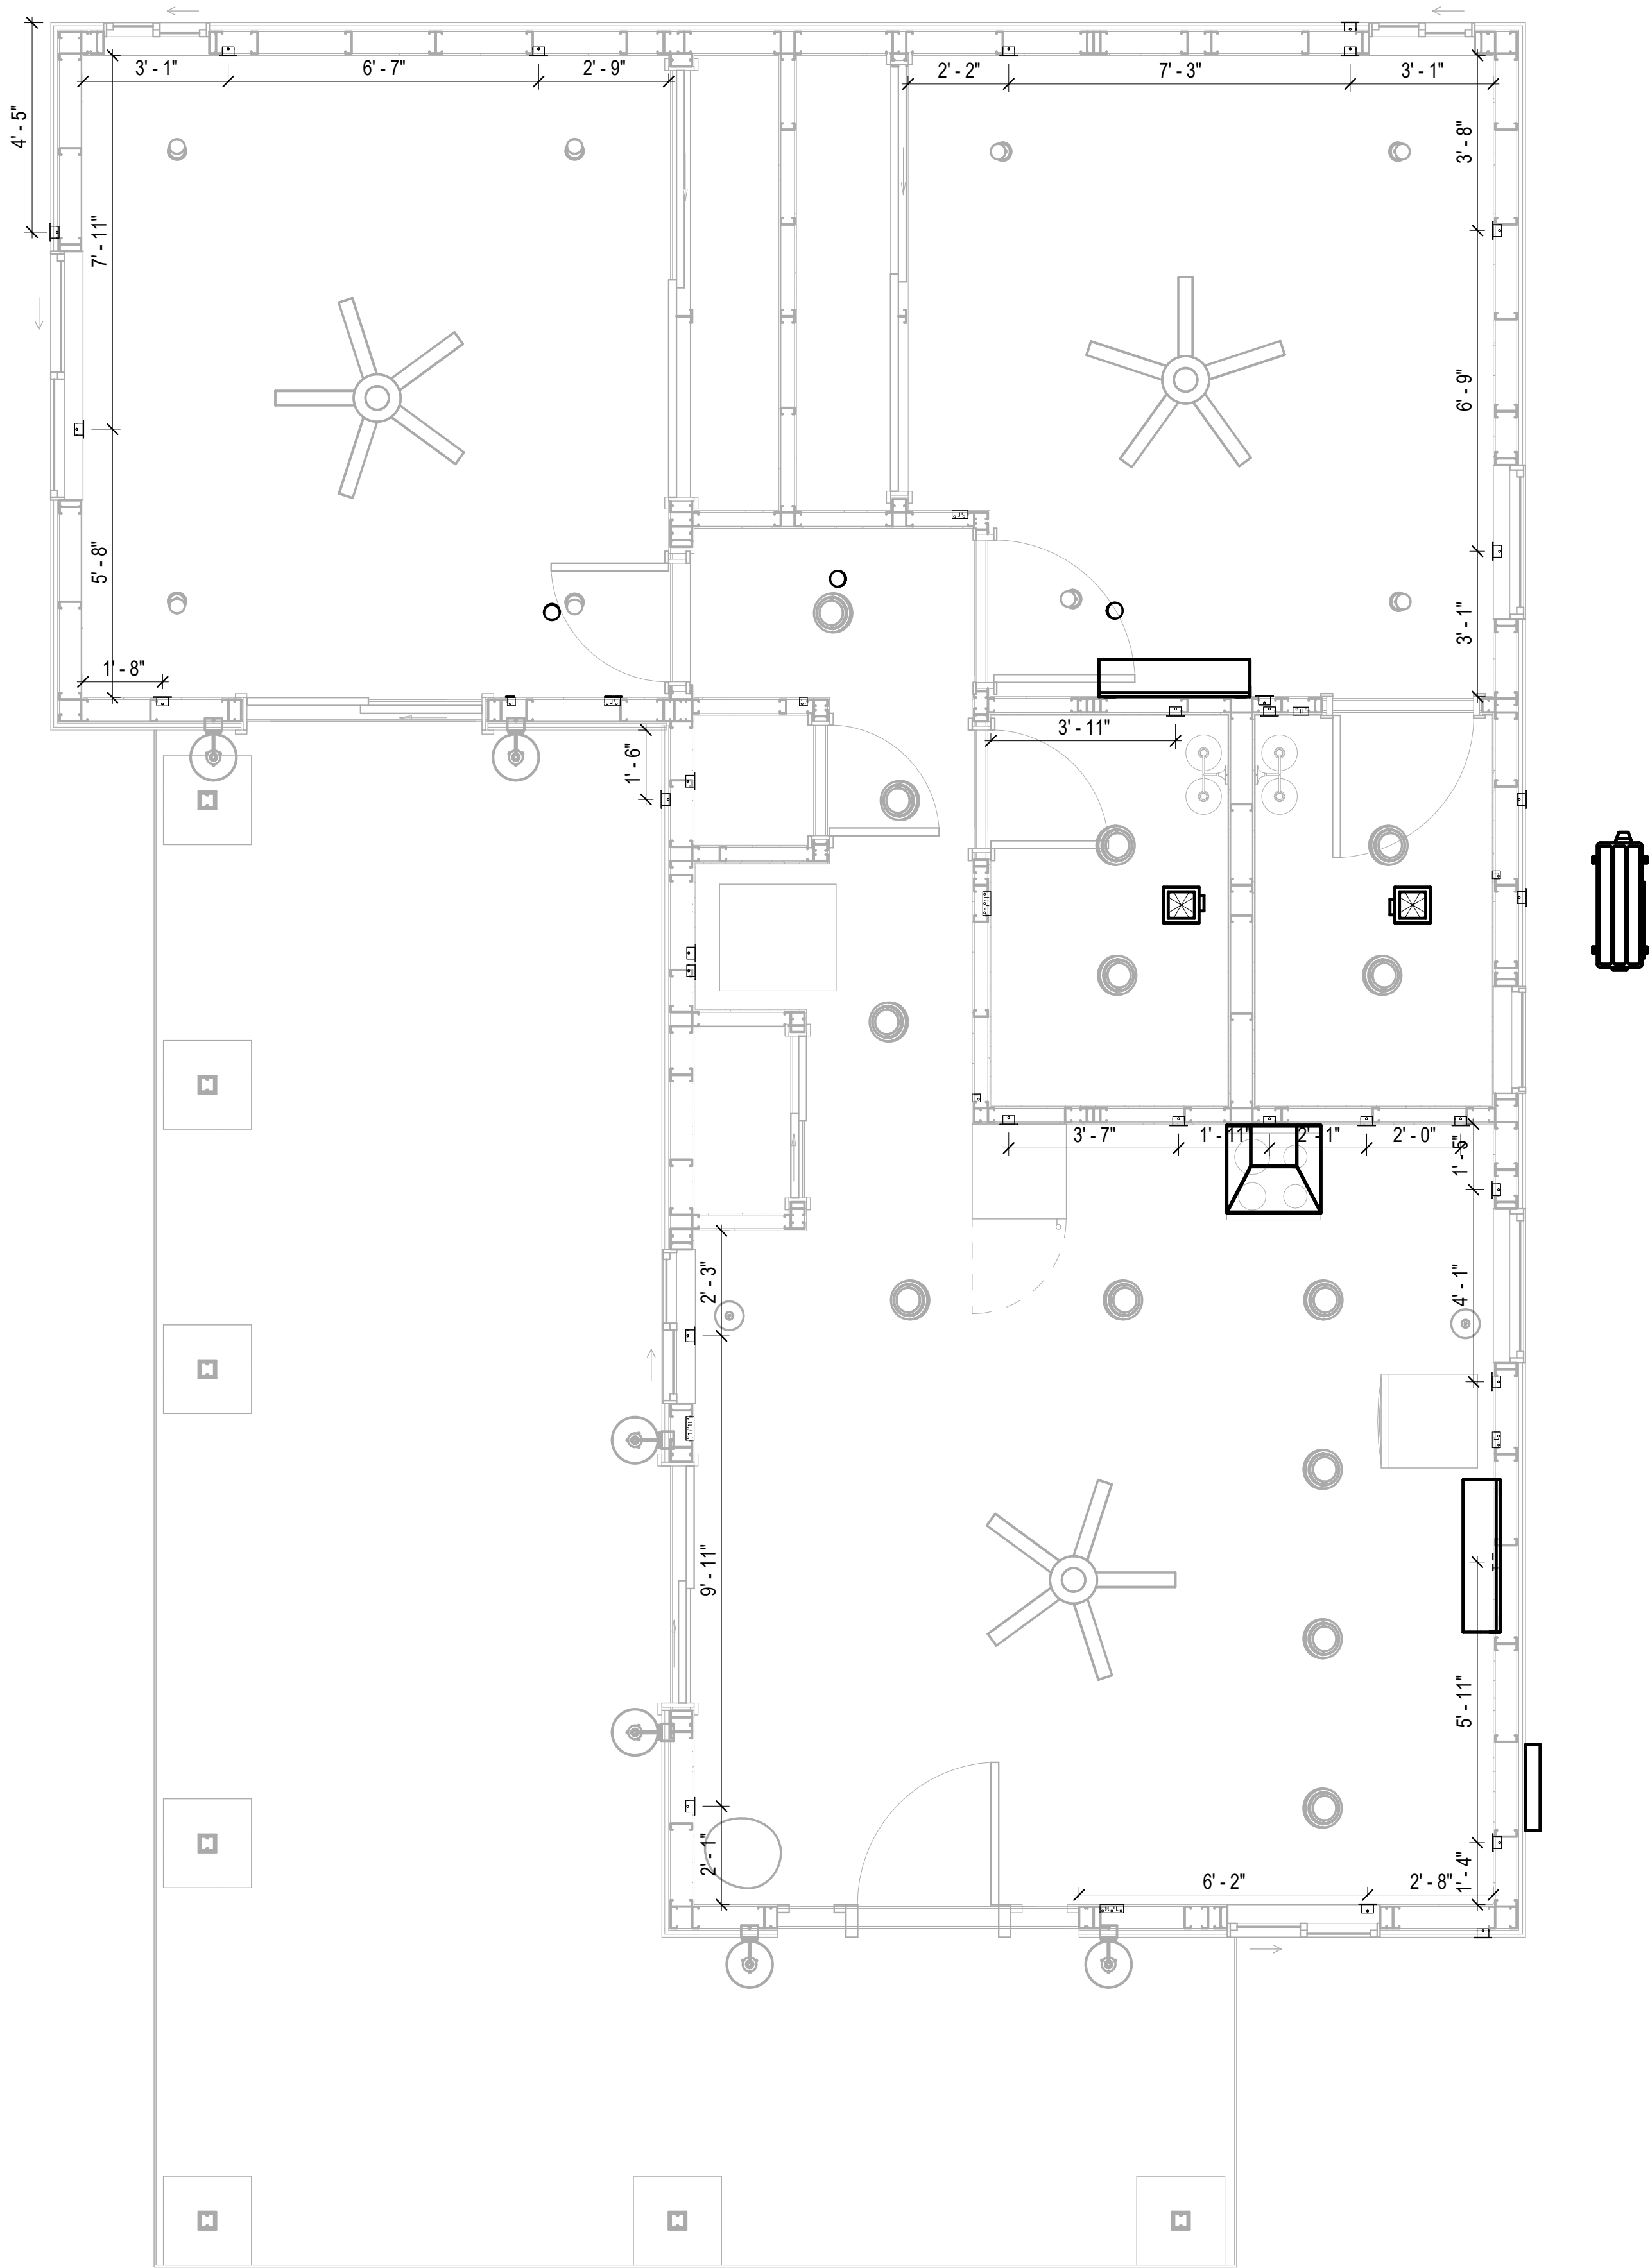 3' - 1"
6' - 7"
2' - 9"
2' - 2"
7' - 3"
3' - 1"
4' - 5"
3' - 8"
7' - 11"
6' - 9"
5' - 8"
3' - 1"
1' - 8"
3' - 11"
1' - 6"
3' - 7"
1' - 11"
2' - 1"
2' - 0"
1' - 5"
2' - 3"
4' - 1"
9' - 11"
5' - 11"
2' - 1"
1' - 4"
6' - 2"
2' - 8"